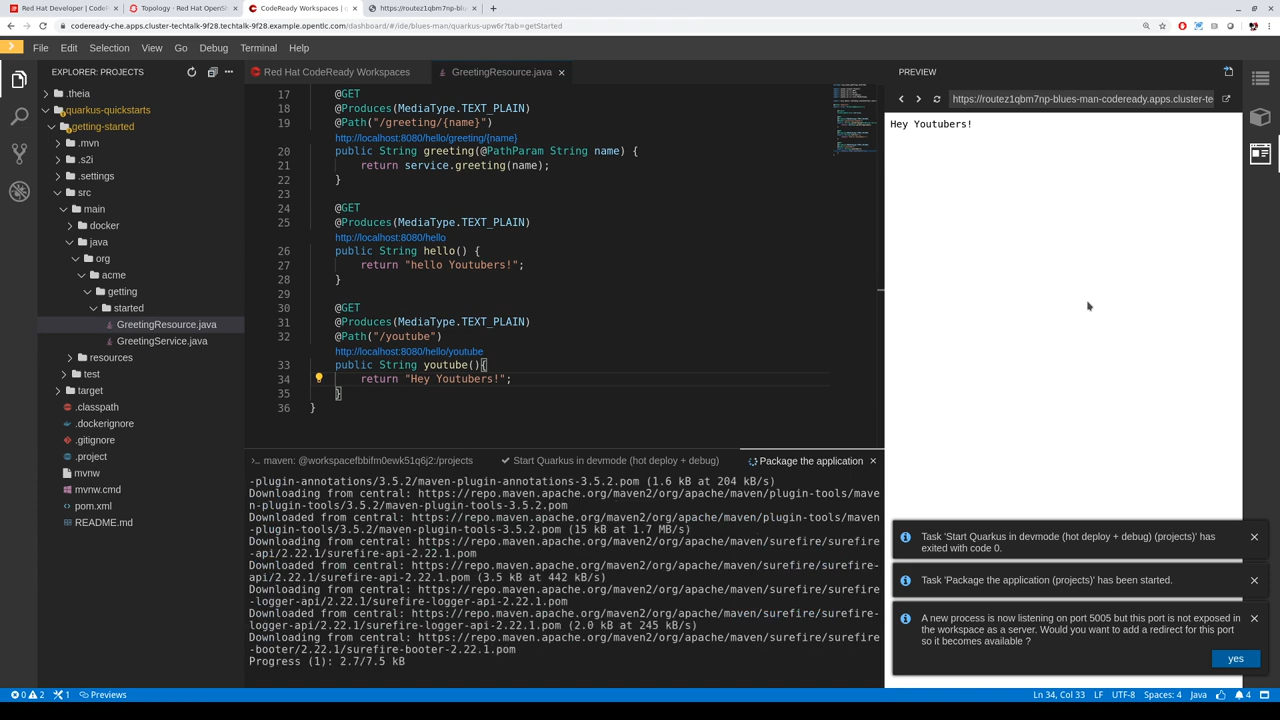 Red Hat Developer | CodeR
Topology · Red Hat OpenSh
CodeReady Workspaces |
https://routez1qbm7np-blu
codeready-che.apps.cluster-techtalk-9f28.techtalk-9f28.example.opentlc.com/dashboard/#/ide/blues-man/quarkus-upw6r?tab=getStarted
File Edit Selection View Go Debug Terminal Help
EXPLORER: PROJECTS
.theia
quarkus-quickstarts
getting-started
.mvn
.s2i
.settings
src
main
docker
java
org
acme
getting
started
GreetingResource.java
GreetingService.java
resources
test
target
.classpath
.dockerignore
.gitignore
.project
mvnw
mvnw.cmd
pom.xml
README.md
Red Hat CodeReady Workspaces
GreetingResource.java
17 @GET
18 @Produces(MediaType.TEXT_PLAIN)
19 @Path("/greeting/{name}")
http://localhost:8080/hello/greeting/{name}
20 public String greeting(@PathParam String name) {
21 return service.greeting(name);
22 }
23
24 @GET
25 @Produces(MediaType.TEXT_PLAIN)
http://localhost:8080/hello
26 public String hello() {
27 return "hello Youtubers!";
28 }
29
30 @GET
31 @Produces(MediaType.TEXT_PLAIN)
32 @Path("/youtube")
http://localhost:8080/hello/youtube
33 public String youtube(){
34 return "Hey Youtubers!";
35 }
36 }
maven: @workspacefbbifm0ewk51q6j2:/projects
Start Quarkus in devmode (hot deploy + debug)
Package the application
-plugin-annotations/3.5.2/maven-plugin-annotations-3.5.2.pom (1.6 kB at 204 kB/s)
Downloading from central: https://repo.maven.apache.org/maven2/org/apache/maven/plugin-tools/mave
n-plugin-tools/3.5.2/maven-plugin-tools-3.5.2.pom
Downloaded from central: https://repo.maven.apache.org/maven2/org/apache/maven/plugin-tools/maven
-plugin-tools/3.5.2/maven-plugin-tools-3.5.2.pom (15 kB at 1.7 MB/s)
Downloading from central: https://repo.maven.apache.org/maven2/org/apache/maven/surefire/surefire
-api/2.22.1/surefire-api-2.22.1.pom
Downloaded from central: https://repo.maven.apache.org/maven2/org/apache/maven/surefire/surefire-
api/2.22.1/surefire-api-2.22.1.pom (3.5 kB at 442 kB/s)
Downloading from central: https://repo.maven.apache.org/maven2/org/apache/maven/surefire/surefire
-logger-api/2.22.1/surefire-logger-api-2.22.1.pom
Downloaded from central: https://repo.maven.apache.org/maven2/org/apache/maven/surefire/surefire-
logger-api/2.22.1/surefire-logger-api-2.22.1.pom (2.0 kB at 245 kB/s)
Downloading from central: https://repo.maven.apache.org/maven2/org/apache/maven/surefire/surefire
-booter/2.22.1/surefire-booter-2.22.1.pom
Progress (1): 2.7/7.5 kB
PREVIEW
https://routez1qbm7np-blues-man-codeready.apps.cluster-te
Hey Youtubers!
Task 'Start Quarkus in devmode (hot deploy + debug) (projects)' has
exited with code 0.
Task 'Package the application (projects)' has been started.
A new process is now listening on port 5005 but this port is not exposed in
the workspace as a server. Would you want to add a redirect for this port
so it becomes available ?
yes
0 2 1 Previews
Ln 34, Col 33 LF UTF-8 Spaces: 4 Java 4